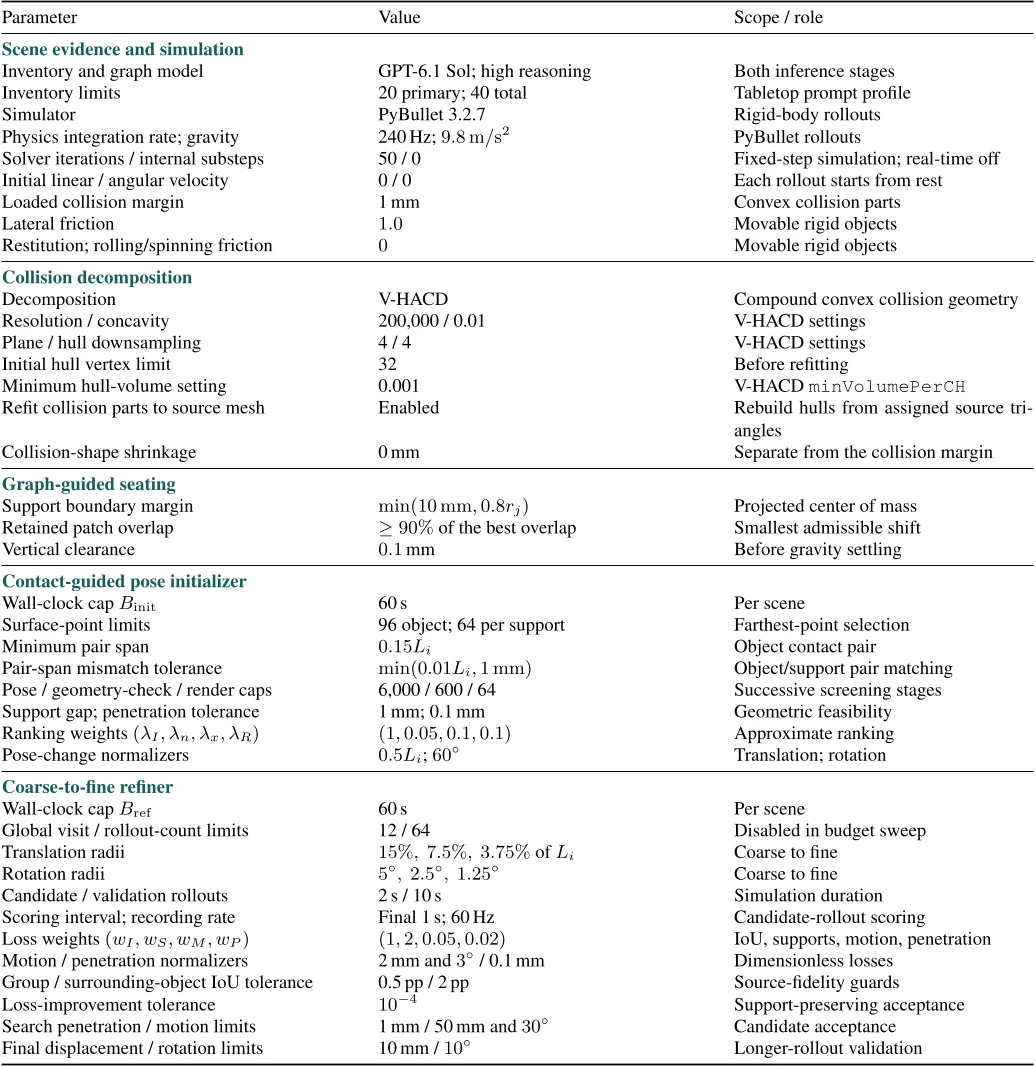 Parameter Value Scope / role
Scene evidence and simulation
Inventory and graph model GPT-6.1 Sol; high reasoning Both inference stages
Inventory limits 20 primary; 40 total Tabletop prompt profile
Simulator PyBullet 3.2.7 Rigid-body rollouts
Physics integration rate; gravity 240 Hz; 9.8 m/s² PyBullet rollouts
Solver iterations / internal substeps 50 / 0 Fixed-step simulation; real-time off
Initial linear / angular velocity 0 / 0 Each rollout starts from rest
Loaded collision margin 1 mm Convex collision parts
Lateral friction 1.0 Movable rigid objects
Restitution; rolling/spinning friction 0 Movable rigid objects
Collision decomposition
Decomposition V-HACD Compound convex collision geometry
Resolution / concavity 200,000 / 0.01 V-HACD settings
Plane / hull downsampling 4 / 4 V-HACD settings
Initial hull vertex limit 32 Before refitting
Minimum hull-volume setting 0.001 V-HACD minVolumePerCH
Refit collision parts to source mesh Enabled Rebuild hulls from assigned source tri-
angles
Collision-shape shrinkage 0 mm Separate from the collision margin
Graph-guided seating
Support boundary margin min(10 mm, 0.8r_j) Projected center of mass
Retained patch overlap ≥ 90% of the best overlap Smallest admissible shift
Vertical clearance 0.1 mm Before gravity settling
Contact-guided pose initializer
Wall-clock cap B_init 60 s Per scene
Surface-point limits 96 object; 64 per support Farthest-point selection
Minimum pair span 0.15L_i Object contact pair
Pair-span mismatch tolerance min(0.01L_i, 1 mm) Object/support pair matching
Pose / geometry-check / render caps 6,000 / 600 / 64 Successive screening stages
Support gap; penetration tolerance 1 mm; 0.1 mm Geometric feasibility
Ranking weights (λ_I, λ_n, λ_x, λ_R) (1, 0.05, 0.1, 0.1) Approximate ranking
Pose-change normalizers 0.5L_i; 60° Translation; rotation
Coarse-to-fine refiner
Wall-clock cap B_ref 60 s Per scene
Global visit / rollout-count limits 12 / 64 Disabled in budget sweep
Translation radii 15%, 7.5%, 3.75% of L_i Coarse to fine
Rotation radii 5°, 2.5°, 1.25° Coarse to fine
Candidate / validation rollouts 2 s / 10 s Simulation duration
Scoring interval; recording rate Final 1 s; 60 Hz Candidate-rollout scoring
Loss weights (w_I, w_S, w_M, w_P) (1, 2, 0.05, 0.02) IoU, supports, motion, penetration
Motion / penetration normalizers 2 mm and 3° / 0.1 mm Dimensionless losses
Group / surrounding-object IoU tolerance 0.5 pp / 2 pp Source-fidelity guards
Loss-improvement tolerance 10⁻⁴ Support-preserving acceptance
Search penetration / motion limits 1 mm / 50 mm and 30° Candidate acceptance
Final displacement / rotation limits 10 mm / 10° Longer-rollout validation